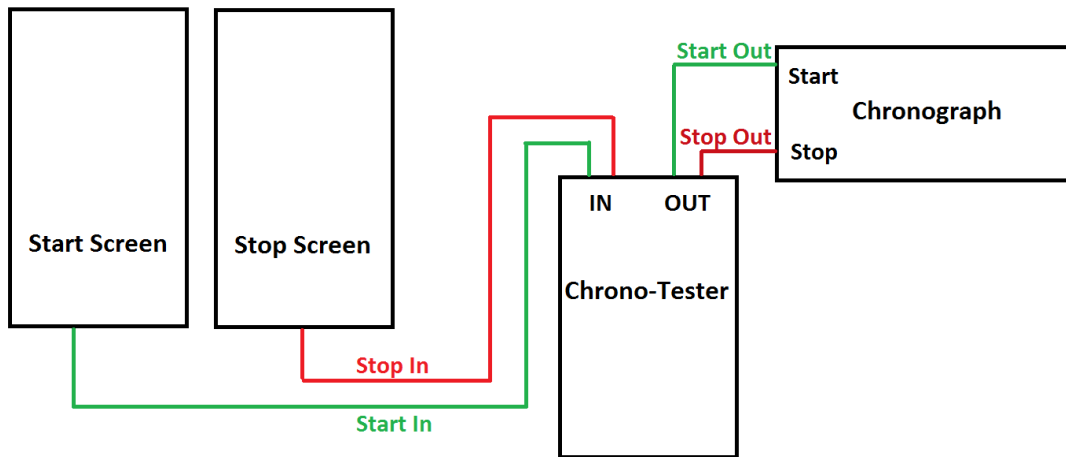 Start Screen
Stop Screen
Stop In
Start In
IN
OUT
Chrono-Tester
Start Out
Stop Out
Start
Chronograph
Stop